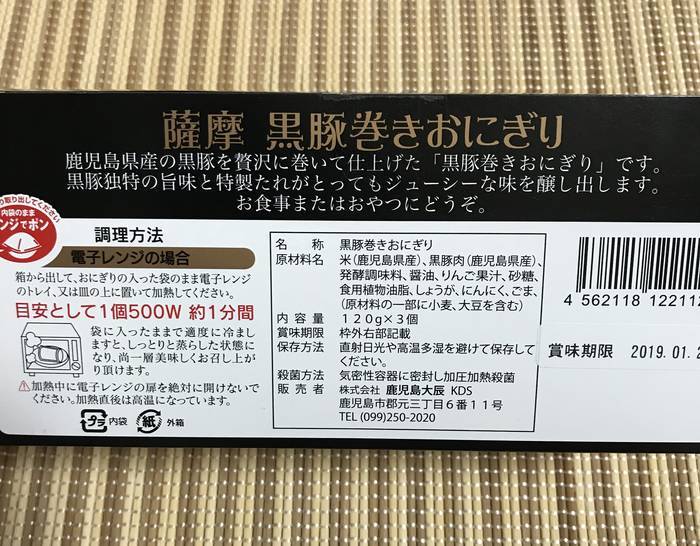 薩摩 黒豚巻きおにぎり
鹿児島県産の黒豚を贅沢に巻いて仕上げた「黒豚巻きおにぎり」です。
黒豚独特の旨味と特製たれがとってもジューシーな味を醸し出します。
お食事またはおやつにどうぞ。
り取り出してください
内袋のまま
レンジでポン
調理方法
電子レンジの場合
箱から出して、おにぎりの入った袋のまま電子レンジ
のトレイ、又は皿の上に置いて加熱してください。
目安として1個500W 約1分間
袋に入ったままで適度に冷まし
ますと、しっとりと蒸らした状態に
なり、尚一層美味しくお召し上が
り頂けます。
⚠加熱中に電子レンジの扉を絶対に開けないで
ください。加熱直後は高温になっています。
プラ 内袋 紙 外箱
名 称 黒豚巻きおにぎり
原材料名 米(鹿児島県産)、黒豚肉(鹿児島県産)、
発酵調味料、醤油、りんご果汁、砂糖、
食用植物油脂、しょうが、にんにく、ごま、
(原材料の一部に小麦、大豆を含む)
内 容 量 120g×3個
賞味期限 枠外右部記載
保存方法 直射日光や高温多湿を避けて保存して
ください。
殺菌方法 気密性容器に密封し加圧加熱殺菌
販 売 者 株式会社 鹿児島大辰 KDS
鹿児島市郡元三丁目6番11号
TEL (099)250-2020
4 562118 122112
賞味期限 2019.01.2